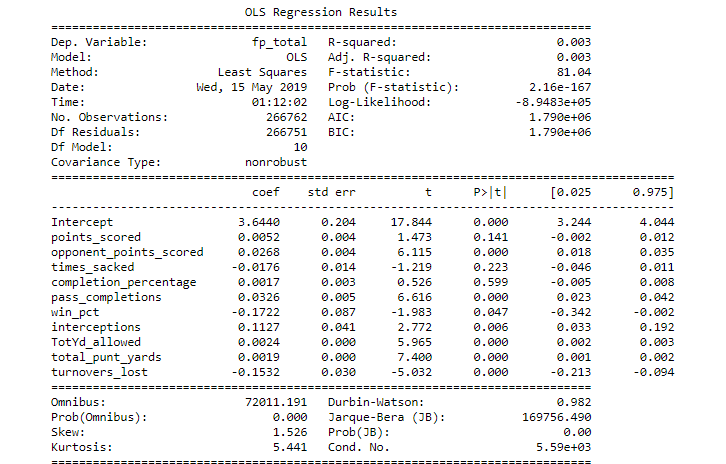 OLS Regression Results
==============================================================================
Dep. Variable: fp_total R-squared: 0.003
Model: OLS Adj. R-squared: 0.003
Method: Least Squares F-statistic: 81.04
Date: Wed, 15 May 2019 Prob (F-statistic): 2.16e-167
Time: 01:12:02 Log-Likelihood: -8.9483e+05
No. Observations: 266762 AIC: 1.790e+06
Df Residuals: 266751 BIC: 1.790e+06
Df Model: 10
Covariance Type: nonrobust
==========================================================================================
coef std err t P>|t| [0.025 0.975]
------------------------------------------------------------------------------------------
Intercept 3.6440 0.204 17.844 0.000 3.244 4.044
points_scored 0.0052 0.004 1.473 0.141 -0.002 0.012
opponent_points_scored 0.0268 0.004 6.115 0.000 0.018 0.035
times_sacked -0.0176 0.014 -1.219 0.223 -0.046 0.011
completion_percentage 0.0017 0.003 0.526 0.599 -0.005 0.008
pass_completions 0.0326 0.005 6.616 0.000 0.023 0.042
win_pct -0.1722 0.087 -1.983 0.047 -0.342 -0.002
interceptions 0.1127 0.041 2.772 0.006 0.033 0.192
TotYd_allowed 0.0024 0.000 5.965 0.000 0.002 0.003
total_punt_yards 0.0019 0.000 7.400 0.000 0.001 0.002
turnovers_lost -0.1532 0.030 -5.032 0.000 -0.213 -0.094
==============================================================================
Omnibus: 72011.191 Durbin-Watson: 0.982
Prob(Omnibus): 0.000 Jarque-Bera (JB): 169756.490
Skew: 1.526 Prob(JB): 0.00
Kurtosis: 5.441 Cond. No. 5.59e+03
==============================================================================